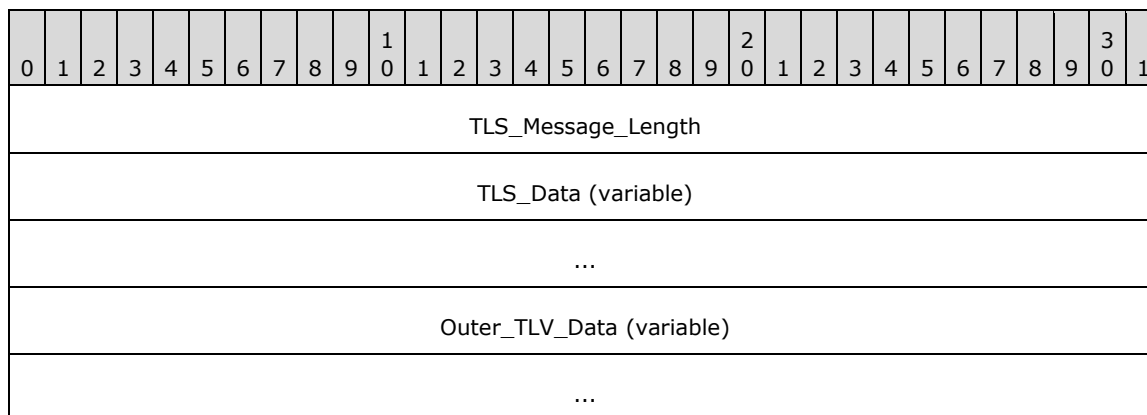 1 2 3
0 1 2 3 4 5 6 7 8 9 0 1 2 3 4 5 6 7 8 9 0 1 2 3 4 5 6 7 8 9 0 1
TLS_Message_Length
TLS_Data (variable)
...
Outer_TLV_Data (variable)
...